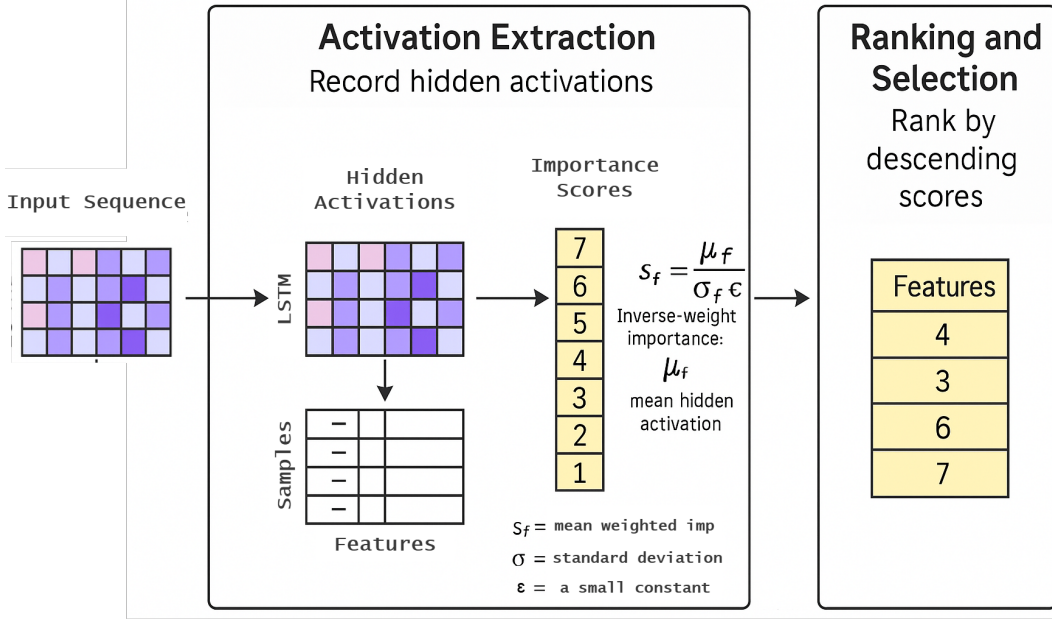 Activation Extraction
Record hidden activations
Ranking and
Selection
Rank by
descending
scores
Input Sequence
Hidden
Activations
LSTM
Importance
Scores
7
6
5
4
3
2
1
s_f = μ_f / σ_f ϵ
Inverse-weight
importance:
μ_f
mean hidden
activation
Samples
–
–
–
–
Features
s_f = mean weighted imp
σ = standard deviation
ε = a small constant
Features
4
3
6
7